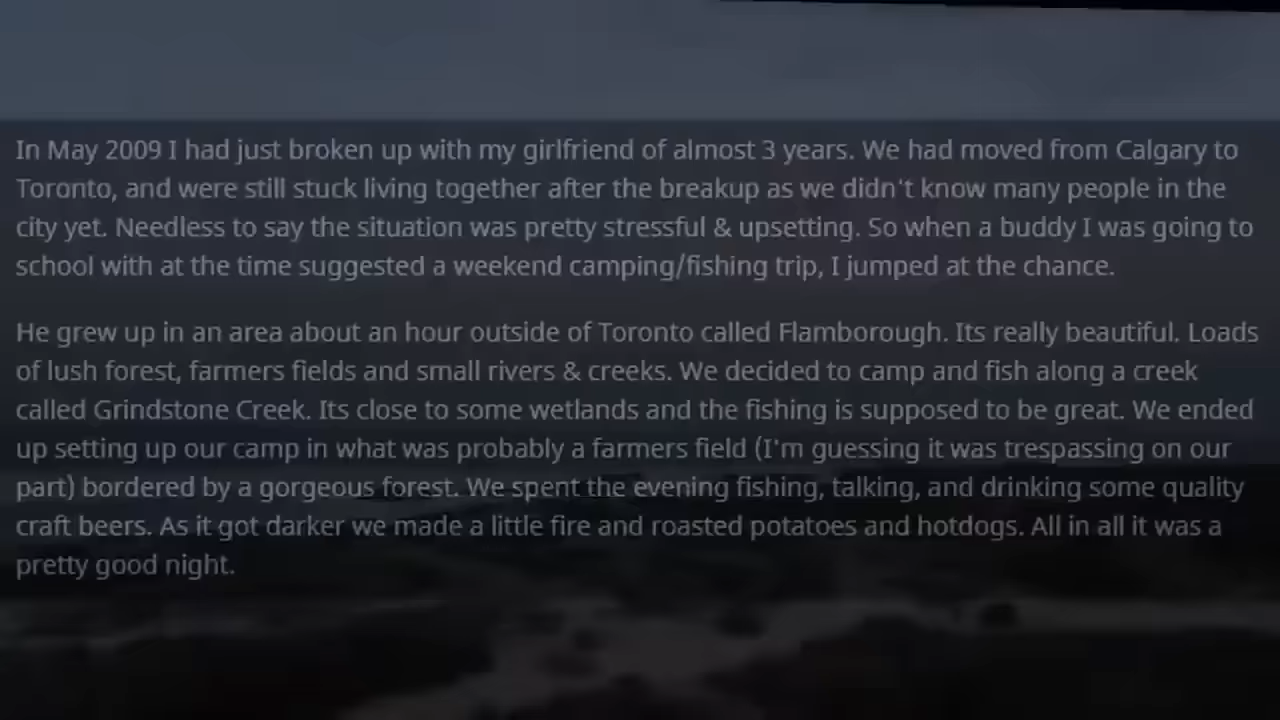 In May 2009 I had just broken up with my girlfriend of almost 3 years. We had moved from Calgary to
Toronto, and were still stuck living together after the breakup as we didn't know many people in the
city yet. Needless to say the situation was pretty stressful & upsetting. So when a buddy I was going to
school with at the time suggested a weekend camping/fishing trip, I jumped at the chance.
He grew up in an area about an hour outside of Toronto called Flamborough. Its really beautiful. Loads
of lush forest, farmers fields and small rivers & creeks. We decided to camp and fish along a creek
called Grindstone Creek. Its close to some wetlands and the fishing is supposed to be great. We ended
up setting up our camp in what was probably a farmers field (I'm guessing it was trespassing on our
part) bordered by a gorgeous forest. We spent the evening fishing, talking, and drinking some quality
craft beers. As it got darker we made a little fire and roasted potatoes and hotdogs. All in all it was a
pretty good night.